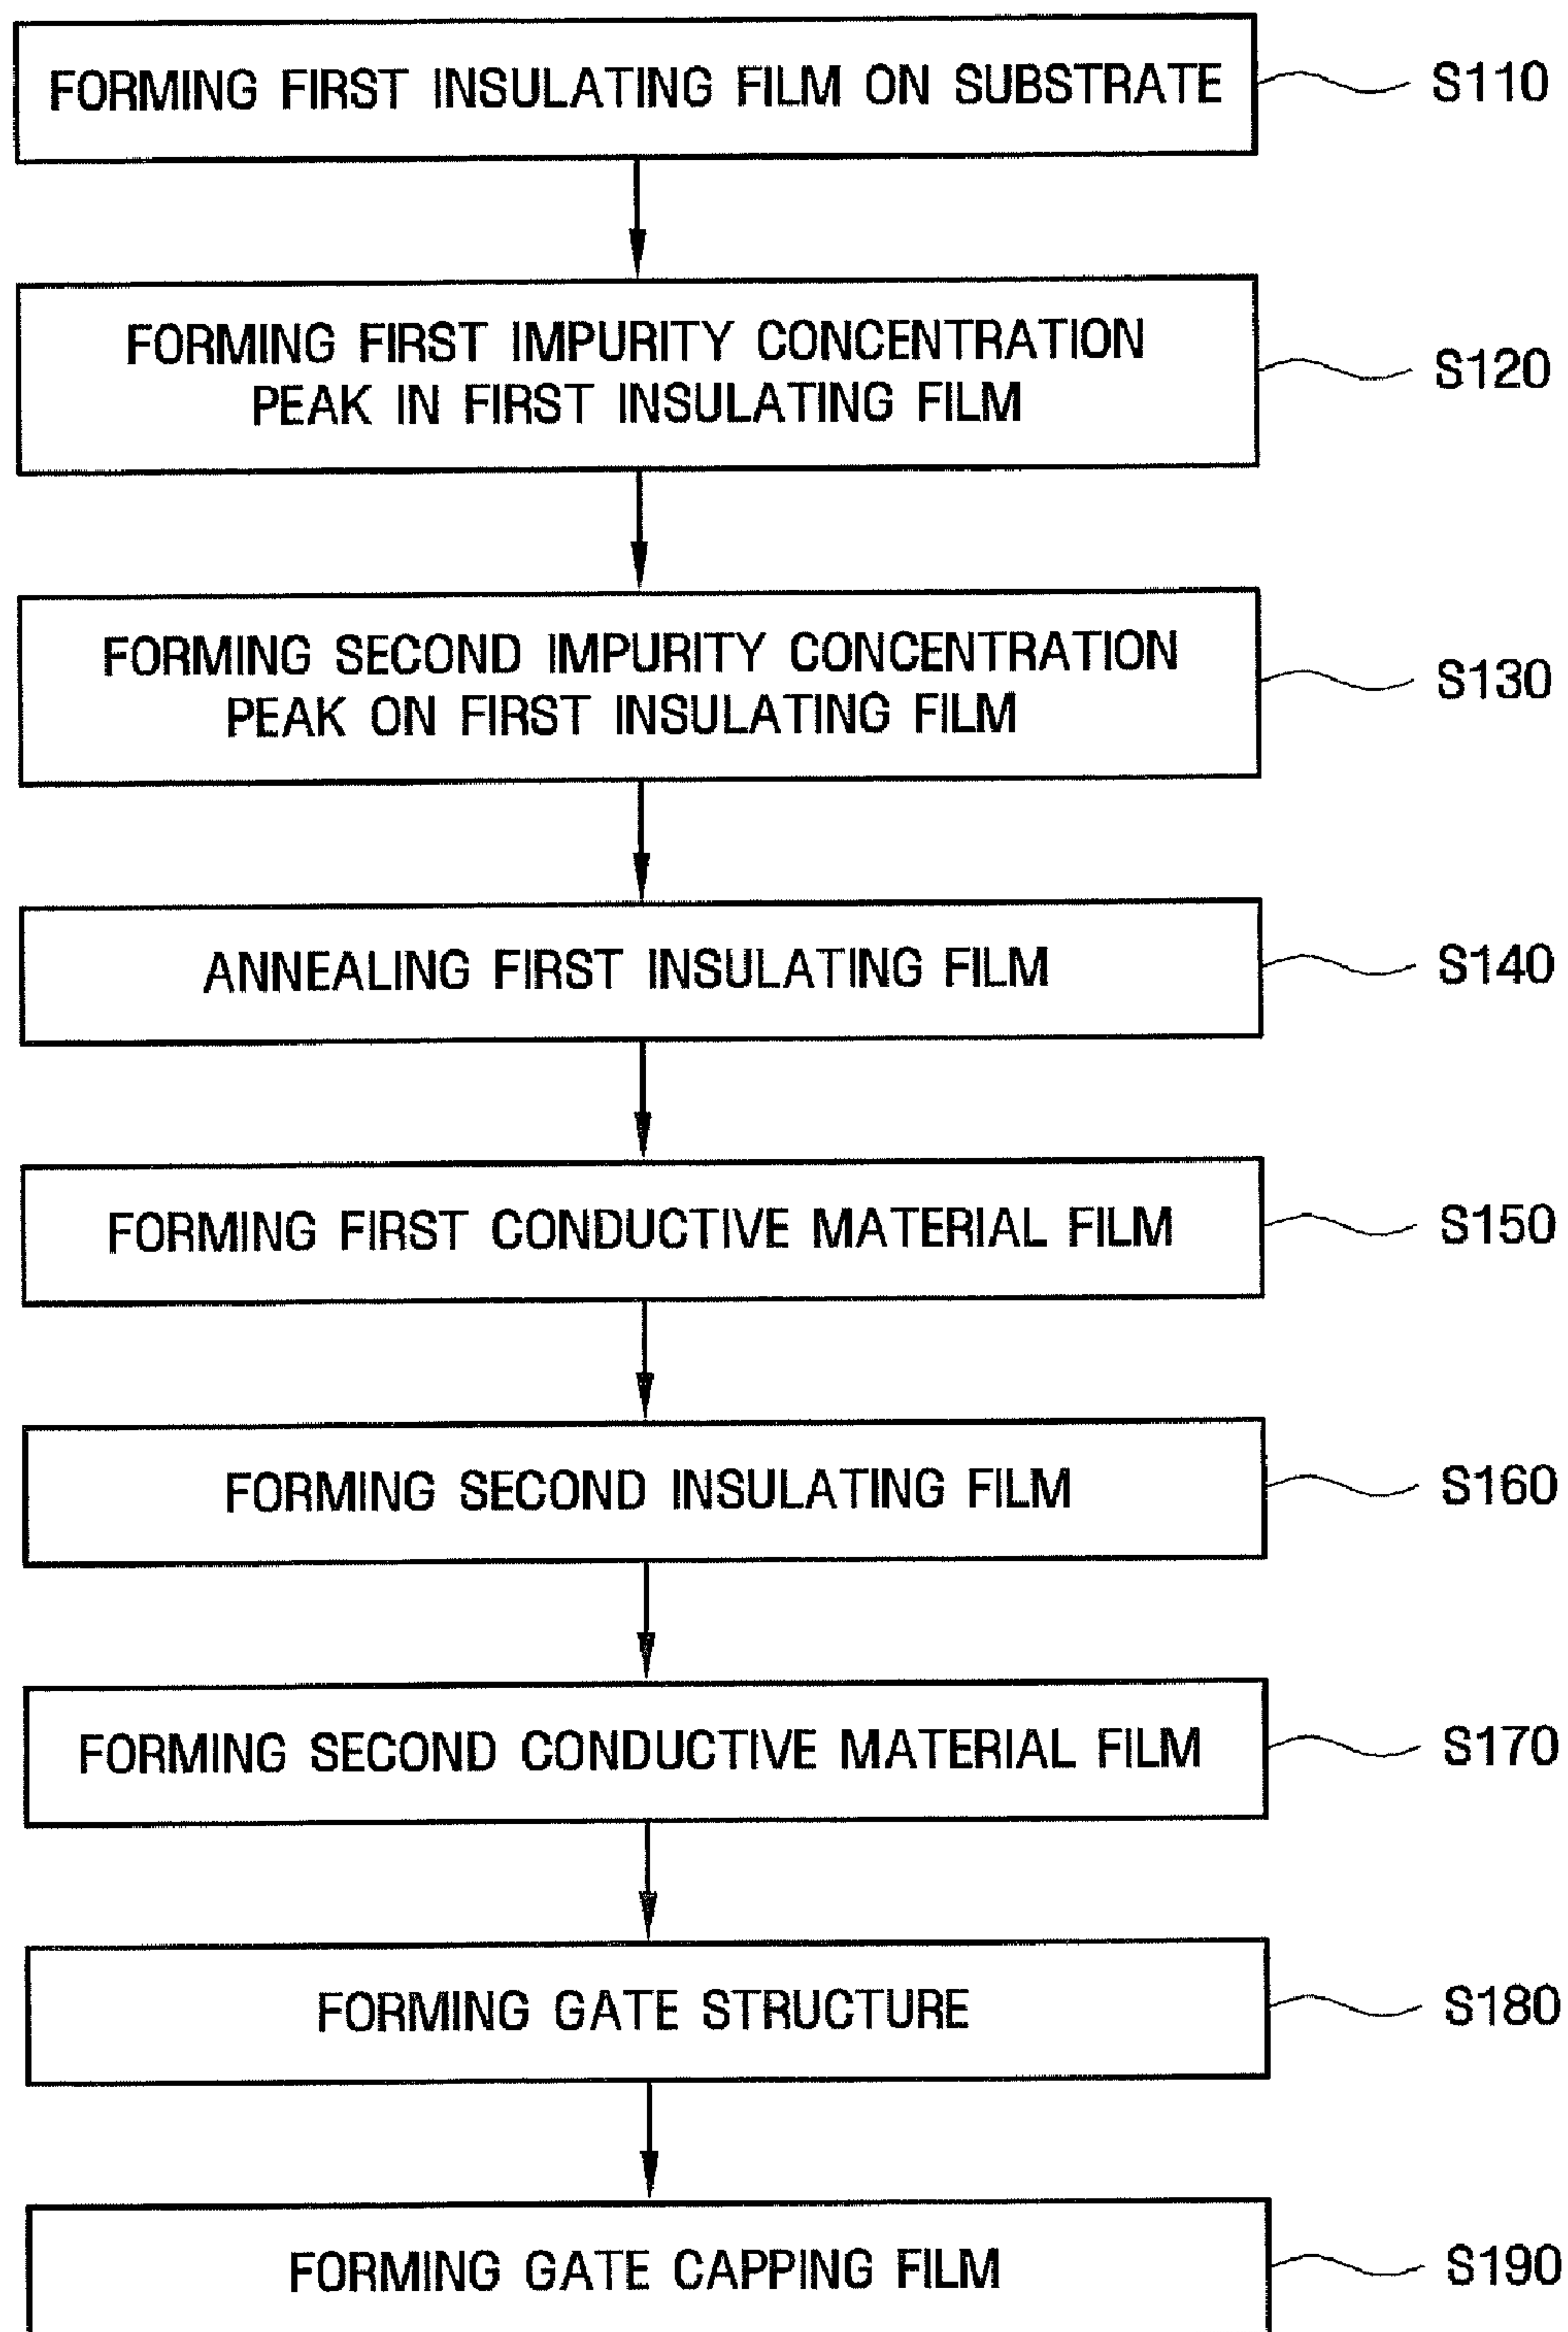 FORMING FIRST INSULATING FILM ON SUBSTRATE
S110
FORMING FIRST IMPURITY CONCENTRATION
PEAK IN FIRST INSULATING FILM
S120
FORMING SECOND IMPURITY CONCENTRATION
PEAK ON FIRST INSULATING FILM
S130
ANNEALING FIRST INSULATING FILM
S140
FORMING FIRST CONDUCTIVE MATERIAL FILM
S150
FORMING SECOND INSULATING FILM
S160
FORMING SECOND CONDUCTIVE MATERIAL FILM
S170
FORMING GATE STRUCTURE
S180
FORMING GATE CAPPING FILM
S190